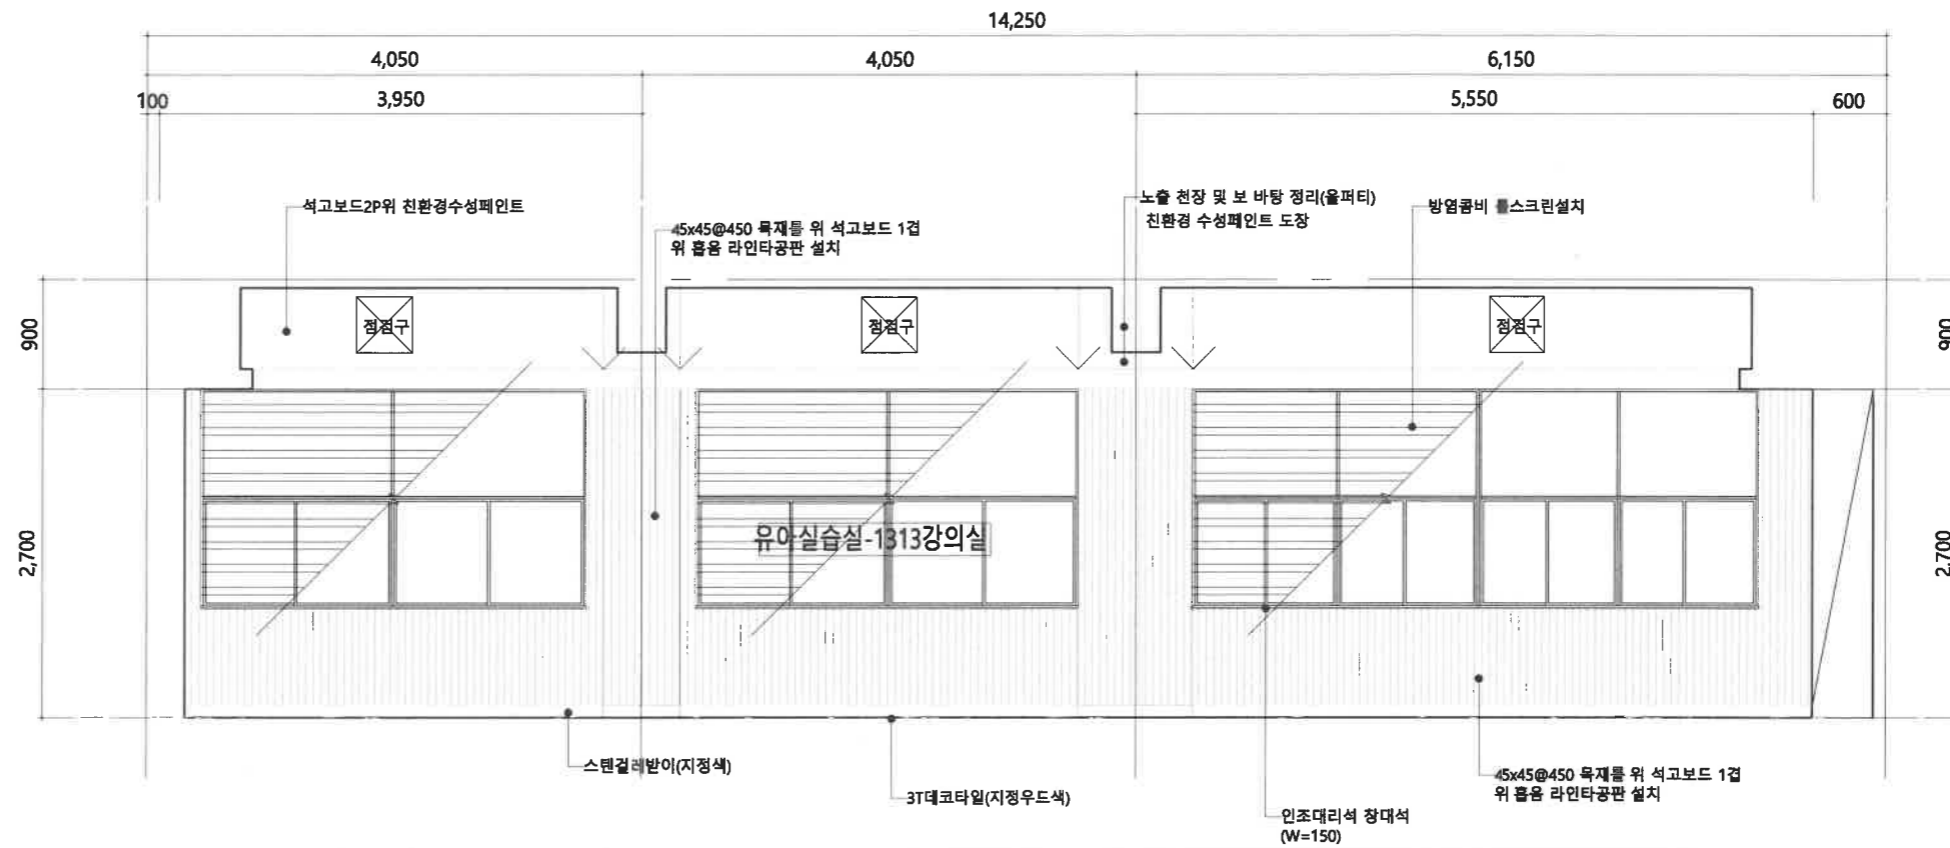 14,250
4,050
4,050
6,150
100
3,950
5,550
600
석고보드2P위 친환경수성페인트
45x45@450 목재틀 위 석고보드 1겹
위 흡음 라인타공판 설치
노출 천장 및 보 바탕 정리(올퍼티)
친환경 수성페인트 도장
방염콤비 롤스크린설치
900
점검구
점검구
점검구
900
2,700
유아실습실-1313강의실
2,700
스텐걸레받이(지정색)
3T데코타일(지정우드색)
45x45@450 목재틀 위 석고보드 1겹
위 흡음 라인타공판 설치
인조대리석 창대석
(W=150)